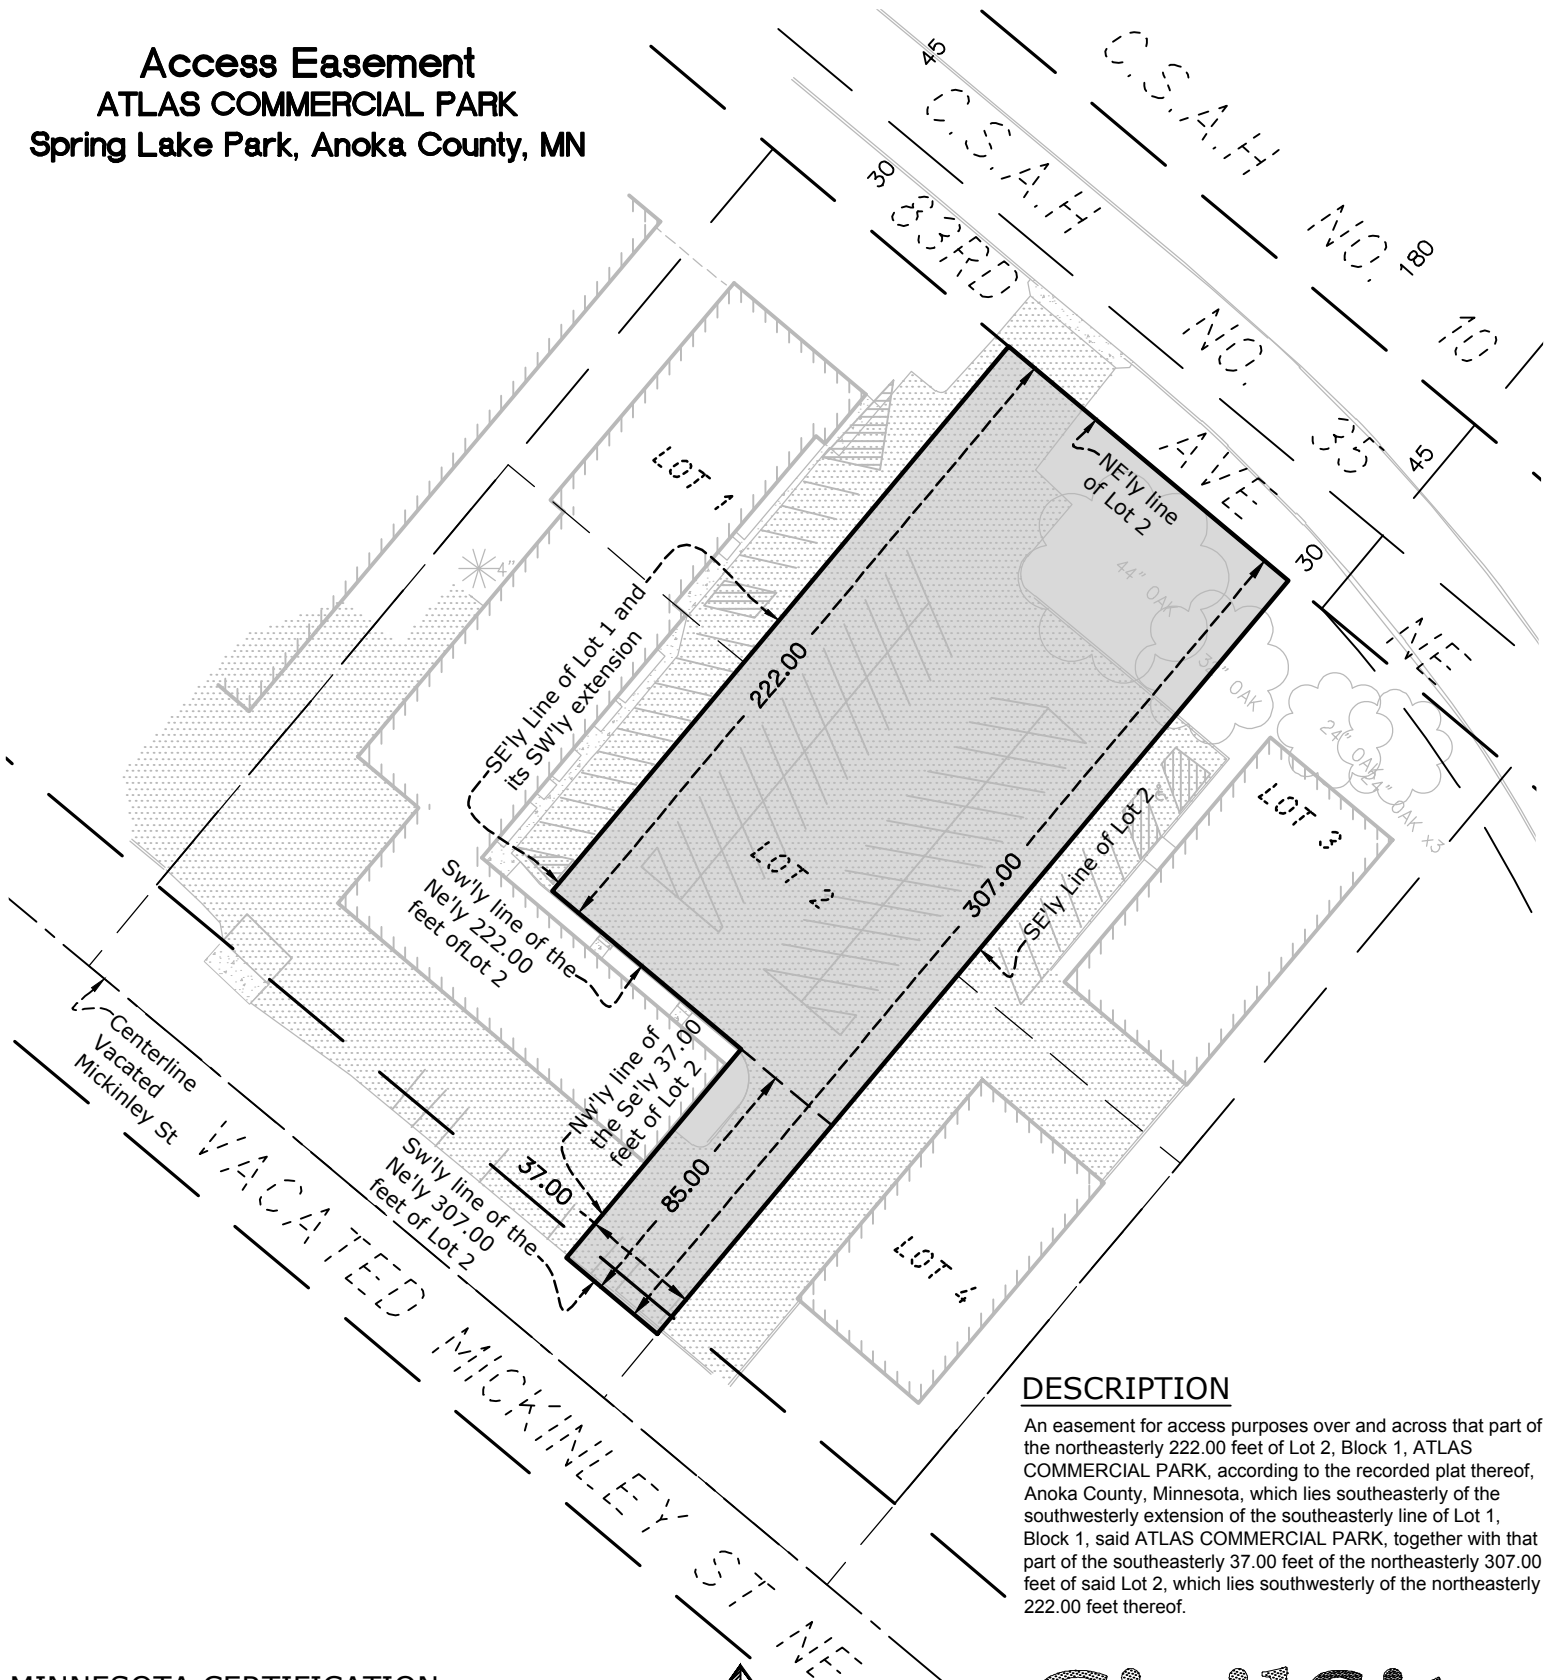 Access Easement
ATLAS COMMERCIAL PARK
Spring Lake Park, Anoka County, MN
45
C.S.A.H NO. 10
180
C.S.A.H NO. 35
45
30
83RD AVE NE
30
LOT 1
NE'ly line
of Lot 2
44" OAK
" OAK
24" OAK
24" OAK x3
4"
SE'ly Line of Lot 1 and
its SW'ly extension
222.00
LOT 2
307.00
SE'ly Line of Lot 2
LOT 3
Sw'ly line of the
Ne'ly 222.00
feet ofLot 2
Centerline
Vacated
Mickinley St
Nw'ly line of
the Se'ly 37.00
feet of Lot 2
37.00
85.00
Sw'ly line of the
Ne'ly 307.00
feet of Lot 2
LOT 4
VACATED MICKINLEY ST NE
DESCRIPTION
An easement for access purposes over and across that part of
the northeasterly 222.00 feet of Lot 2, Block 1, ATLAS
COMMERCIAL PARK, according to the recorded plat thereof,
Anoka County, Minnesota, which lies southeasterly of the
southwesterly extension of the southeasterly line of Lot 1,
Block 1, said ATLAS COMMERCIAL PARK, together with that
part of the southeasterly 37.00 feet of the northeasterly 307.00
feet of said Lot 2, which lies southwesterly of the northeasterly
222.00 feet thereof.
MINNESOTA CERTIFICATION